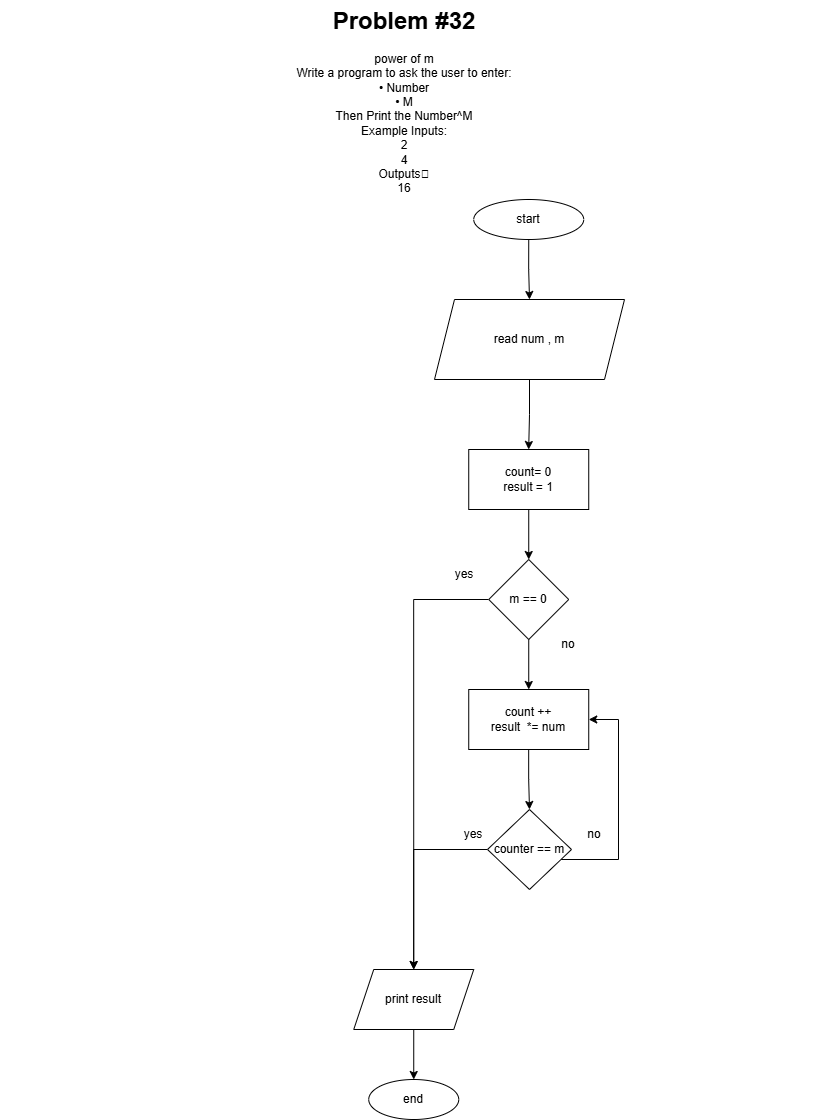 Problem #32
power of m
Write a program to ask the user to enter:
• Number
• M
Then Print the Number^M
Example Inputs:
2
4
Outputs
16
start
read num , m
count= 0
result = 1
yes
m == 0
no
count ++
result  *= num
yes
no
counter == m
print result
end